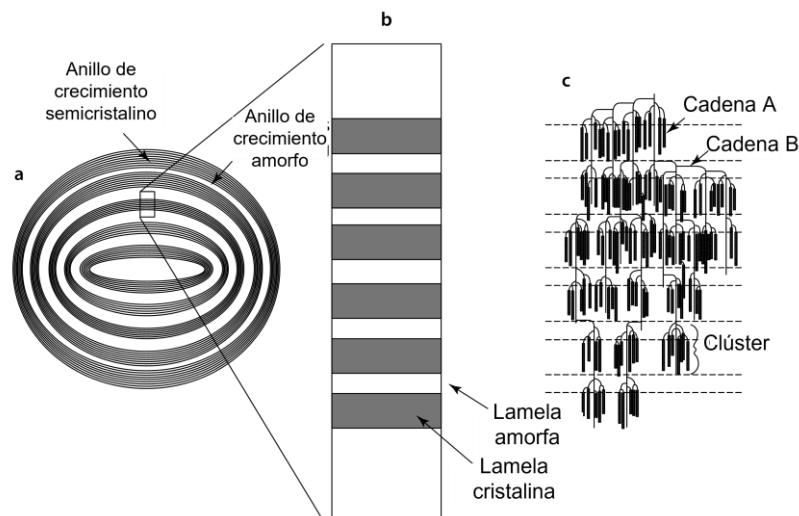 a
Anillo de
crecimiento
semicristalino
Anillo de
crecimiento
amorfo
b
Lamela
amorfa
Lamela
cristalina
c
Cadena A
Cadena B
Clúster